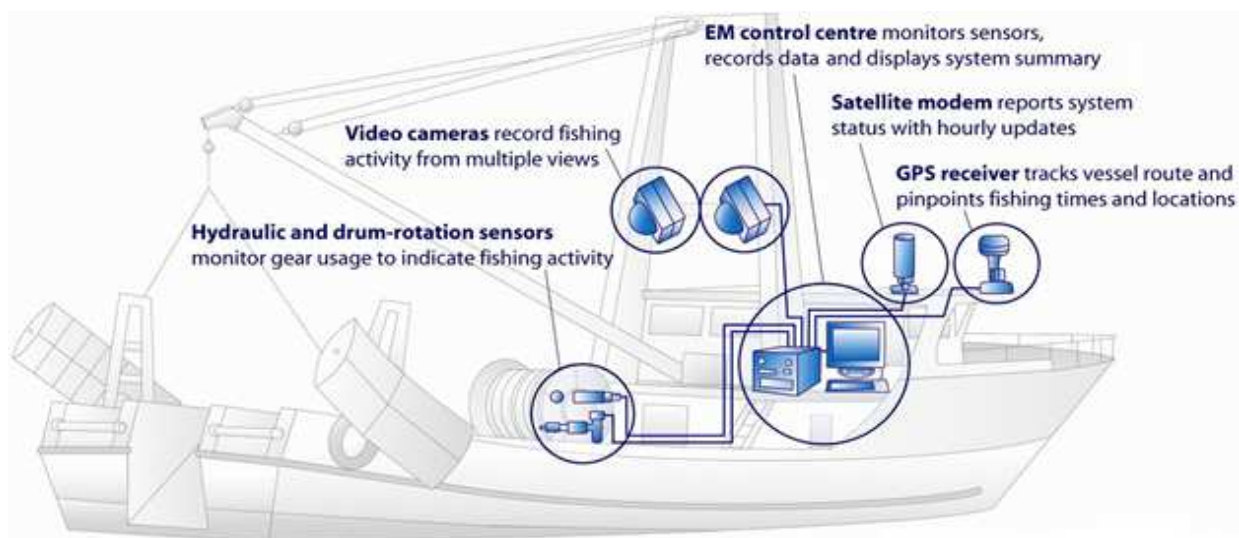 EM control centre monitors sensors,
records data and displays system summary
Satellite modem reports system
status with hourly updates
Video cameras record fishing
activity from multiple views
GPS receiver tracks vessel route and
pinpoints fishing times and locations
Hydraulic and drum-rotation sensors
monitor gear usage to indicate fishing activity